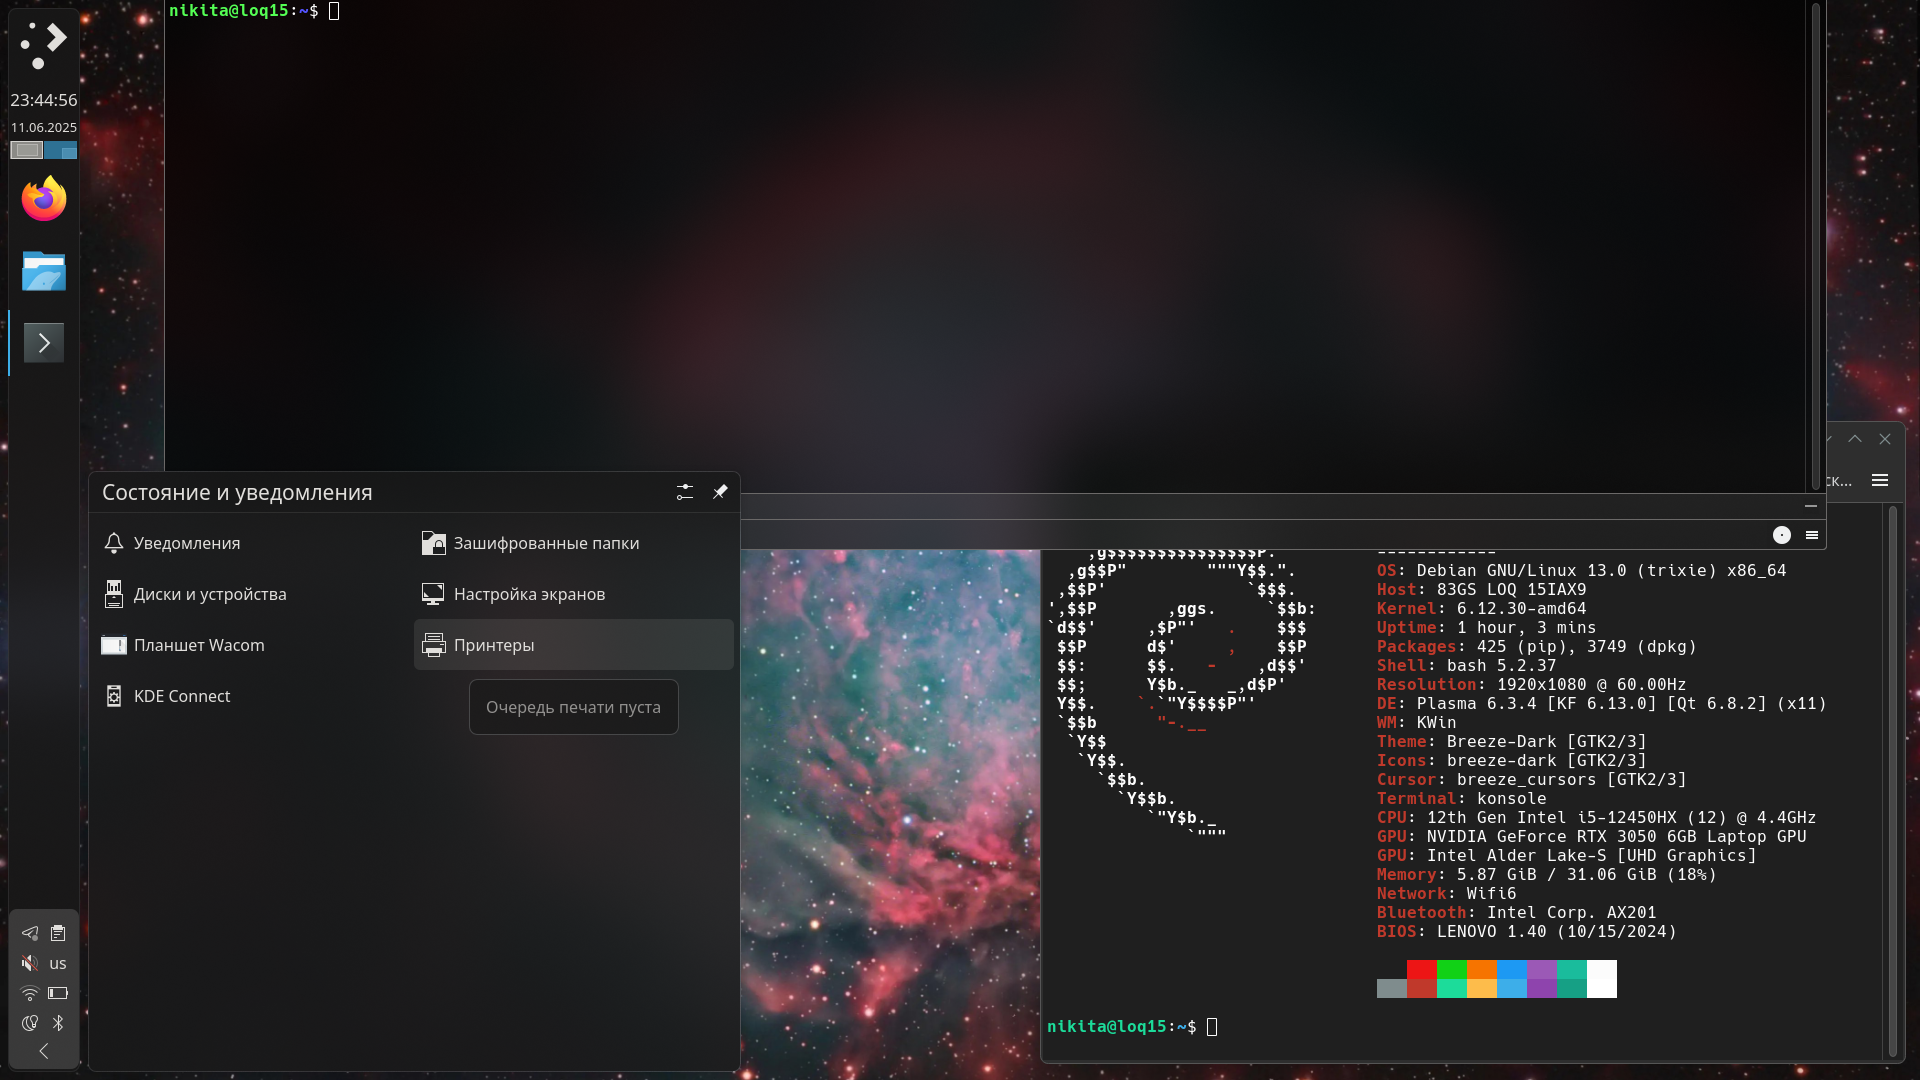 nikita@loq15:~$
23:44:56
11.06.2025
Состояние и уведомления
Уведомления
Зашифрованные папки
Диски и устройства
Настройка экранов
Планшет Wacom
Принтеры
KDE Connect
Очередь печати пуста
us
ск...
------------
OS: Debian GNU/Linux 13.0 (trixie) x86_64
Host: 83GS LOQ 15IAX9
Kernel: 6.12.30-amd64
Uptime: 1 hour, 3 mins
Packages: 425 (pip), 3749 (dpkg)
Shell: bash 5.2.37
Resolution: 1920x1080 @ 60.00Hz
DE: Plasma 6.3.4 [KF 6.13.0] [Qt 6.8.2] (x11)
WM: KWin
Theme: Breeze-Dark [GTK2/3]
Icons: breeze-dark [GTK2/3]
Cursor: breeze_cursors [GTK2/3]
Terminal: konsole
CPU: 12th Gen Intel i5-12450HX (12) @ 4.4GHz
GPU: NVIDIA GeForce RTX 3050 6GB Laptop GPU
GPU: Intel Alder Lake-S [UHD Graphics]
Memory: 5.87 GiB / 31.06 GiB (18%)
Network: Wifi6
Bluetooth: Intel Corp. AX201
BIOS: LENOVO 1.40 (10/15/2024)
nikita@loq15:~$